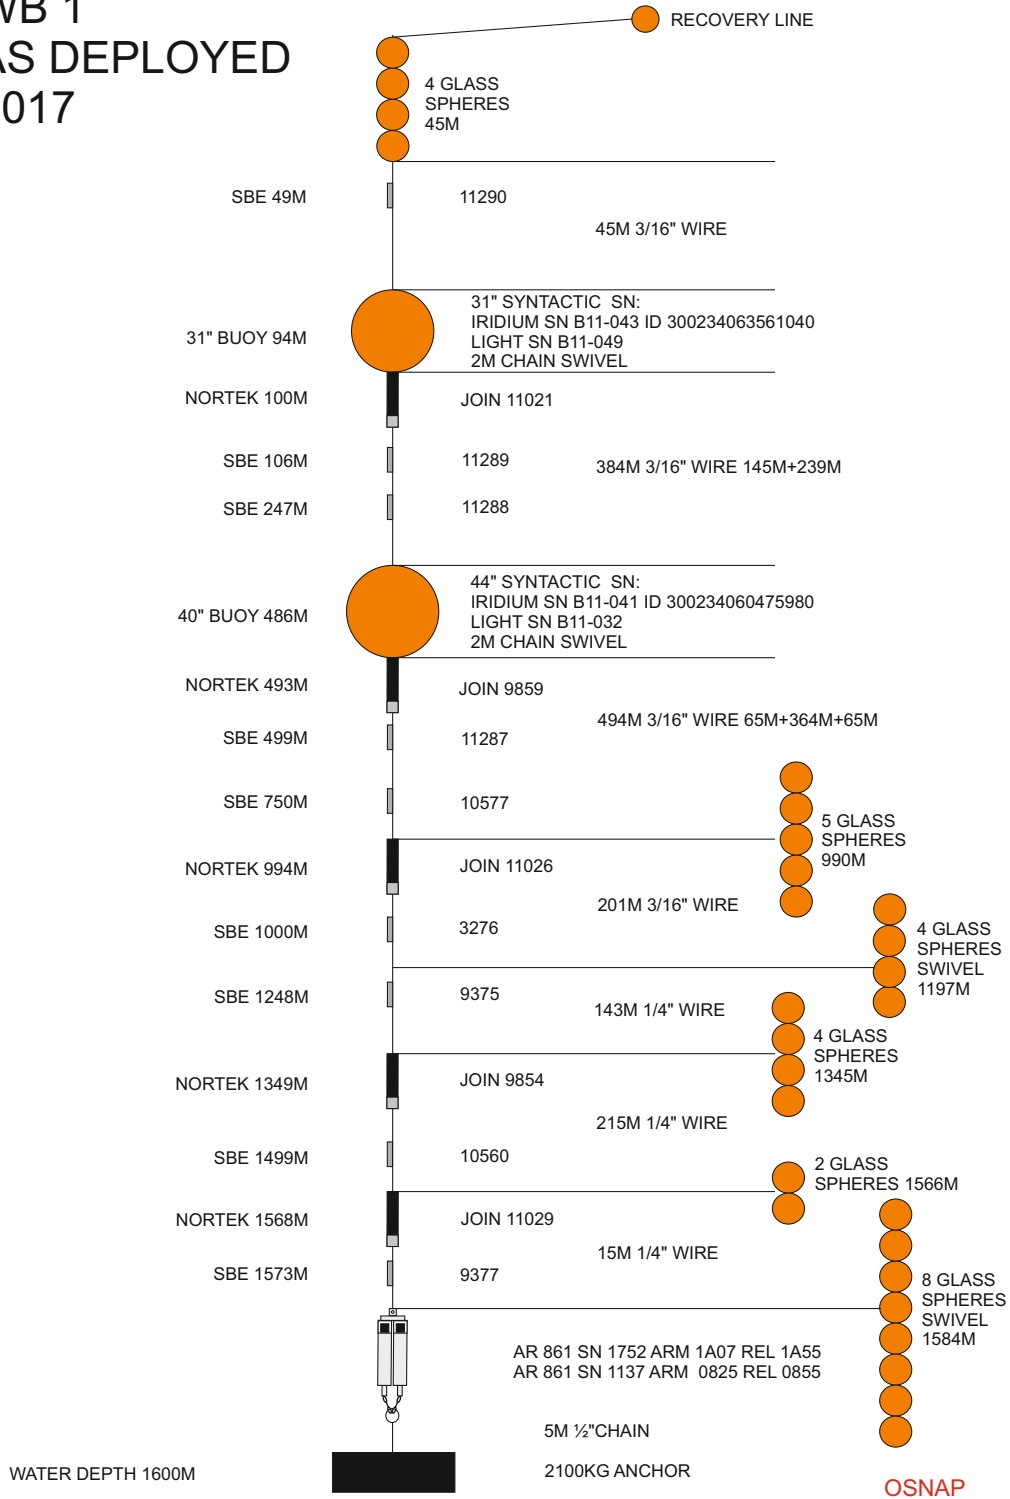 WB 1
AS DEPLOYED
017
RECOVERY LINE
4 GLASS
SPHERES
45M
SBE 49M
11290
45M 3/16" WIRE
31" BUOY 94M
31" SYNTACTIC SN:
IRIDIUM SN B11-043 ID 300234063561040
LIGHT SN B11-049
2M CHAIN SWIVEL
NORTEK 100M
JOIN 11021
SBE 106M
11289
384M 3/16" WIRE 145M+239M
SBE 247M
11288
40" BUOY 486M
44" SYNTACTIC SN:
IRIDIUM SN B11-041 ID 300234060475980
LIGHT SN B11-032
2M CHAIN SWIVEL
NORTEK 493M
JOIN 9859
494M 3/16" WIRE 65M+364M+65M
SBE 499M
11287
SBE 750M
10577
5 GLASS
SPHERES
990M
NORTEK 994M
JOIN 11026
201M 3/16" WIRE
SBE 1000M
3276
4 GLASS
SPHERES
SWIVEL
1197M
SBE 1248M
9375
143M 1/4" WIRE
4 GLASS
SPHERES
1345M
NORTEK 1349M
JOIN 9854
215M 1/4" WIRE
SBE 1499M
10560
2 GLASS
SPHERES 1566M
NORTEK 1568M
JOIN 11029
15M 1/4" WIRE
SBE 1573M
9377
8 GLASS
SPHERES
SWIVEL
1584M
AR 861 SN 1752 ARM 1A07 REL 1A55
AR 861 SN 1137 ARM 0825 REL 0855
5M ½"CHAIN
WATER DEPTH 1600M
2100KG ANCHOR
OSNAP